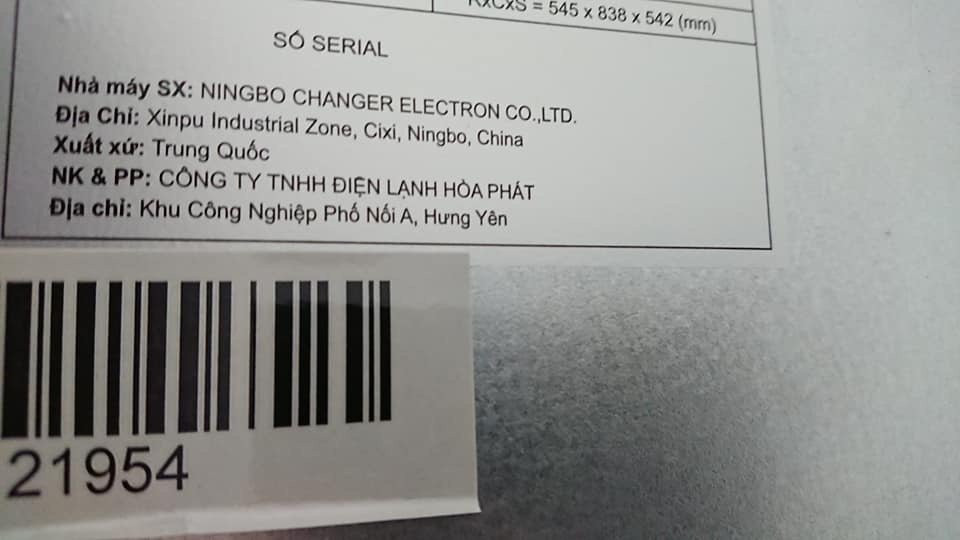 RxCxS = 545 x 838 x 542 (mm)
SỐ SERIAL
Nhà máy SX: NINGBO CHANGER ELECTRON CO.,LTD.
Địa Chỉ: Xinpu Industrial Zone, Cixi, Ningbo, China
Xuất xứ: Trung Quốc
NK & PP: CÔNG TY TNHH ĐIỆN LẠNH HÒA PHÁT
Địa chỉ: Khu Công Nghiệp Phố Nối A, Hưng Yên
21954